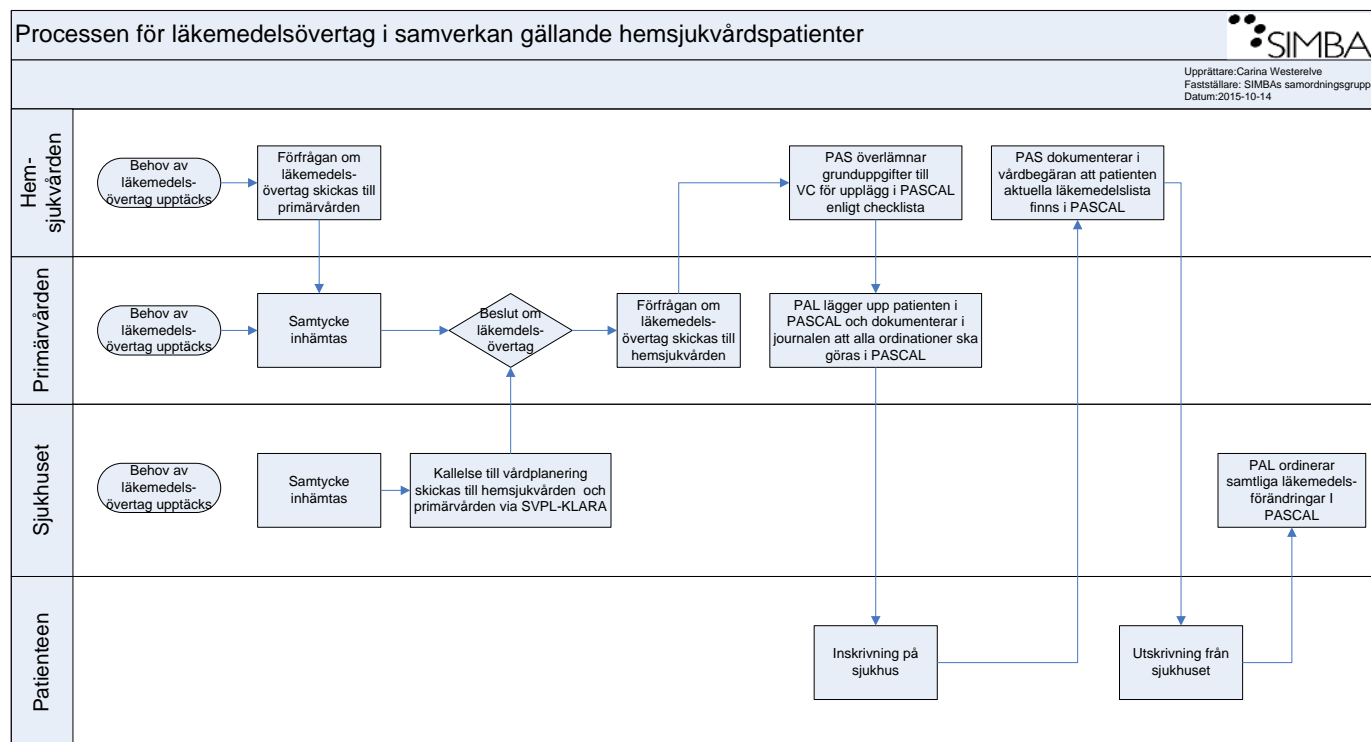 Processen för läkemedelsövertag i samverkan gällande hemsjukvårdspatienter
SIMBA
Upprättare:Carina Westerelve
Fastställare: SIMBAs samordningsgrupp
Datum:2015-10-14
Hem-
sjukvården
Behov av
läkemedels-
övertag upptäcks
Förfrågan om
läkemedels-
övertag skickas till
primärvården
PAS överlämnar
grunduppgifter till
VC för upplägg i PASCAL
enligt checklista
PAS dokumenterar i
vårdbegäran att patienten
aktuella läkemedelslista
finns i PASCAL
Primärvården
Behov av
läkemedels-
övertag upptäcks
Samtycke
inhämtas
Beslut om
läkemdels-
övertag
Förfrågan om
läkemedels-
övertag skickas till
hemsjukvården
PAL lägger upp patienten i
PASCAL och dokumenterar i
journalen att alla ordinationer ska
göras i PASCAL
Sjukhuset
Behov av
läkemedels-
övertag upptäcks
Samtycke
inhämtas
Kallelse till vårdplanering
skickas till hemsjukvården och
primärvården via SVPL-KLARA
PAL ordinerar
samtliga läkemedels-
förändringar I
PASCAL
Patienteen
Inskrivning på
sjukhus
Utskrivning från
sjukhuset